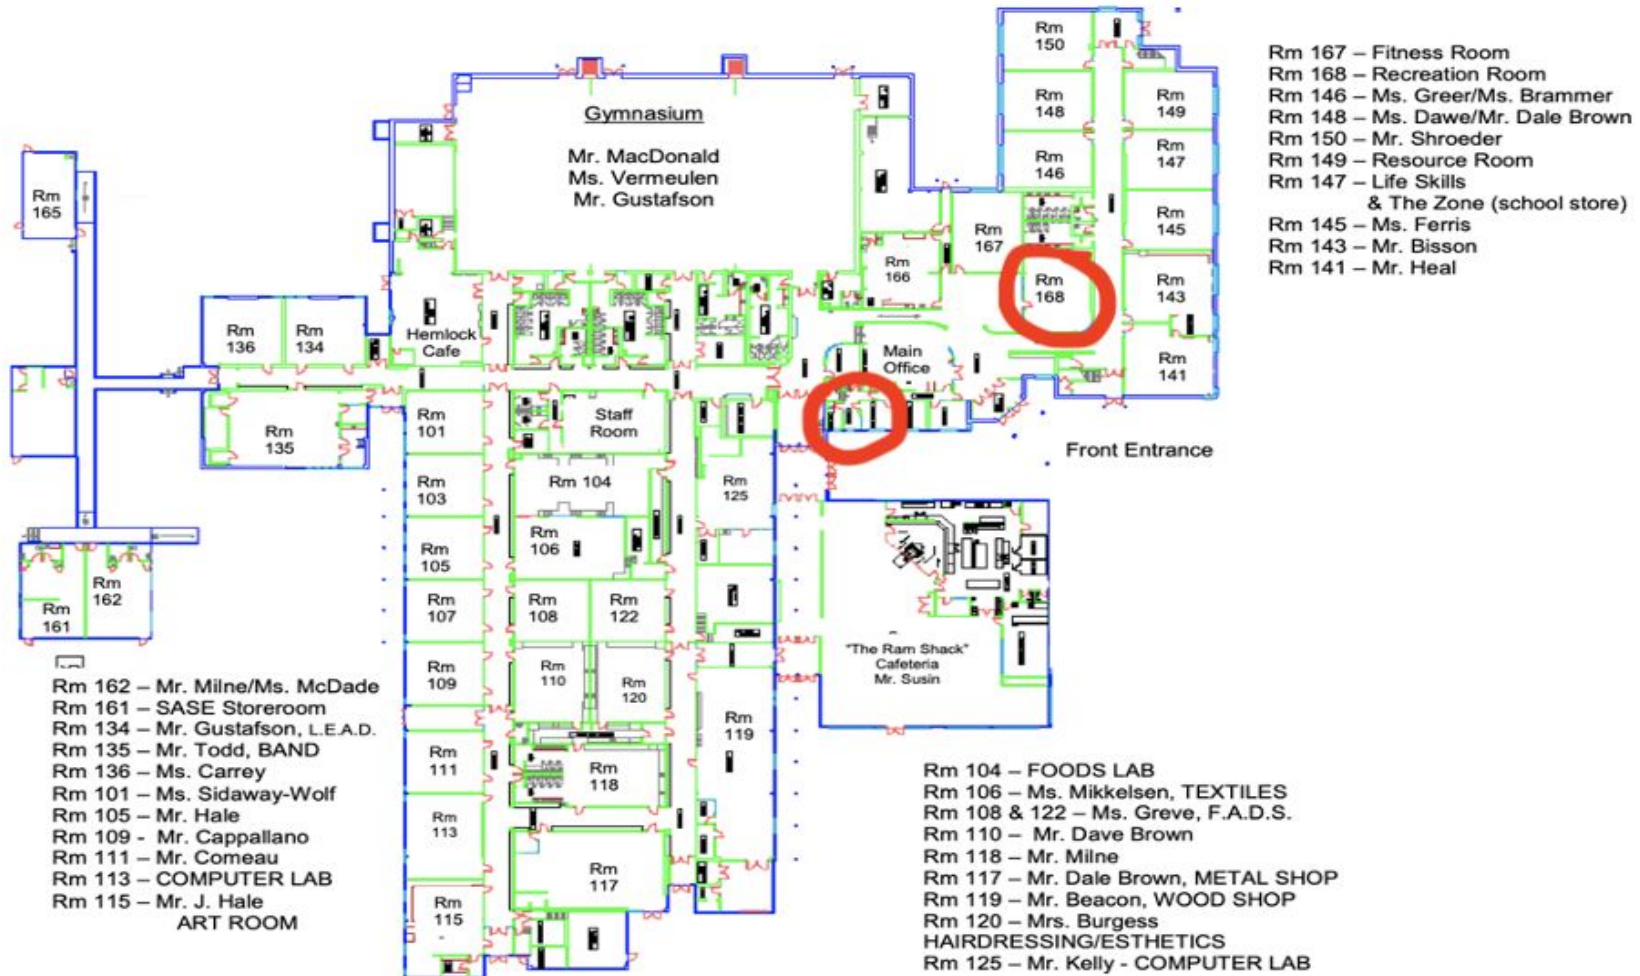 Rm
150
Rm
148
Rm
149
Rm
146
Rm
147
Rm
145
Rm
167
Rm
166
Rm
168
Rm
143
Rm
141
Rm 167 – Fitness Room
Rm 168 – Recreation Room
Rm 146 – Ms. Greer/Ms. Brammer
Rm 148 – Ms. Dawe/Mr. Dale Brown
Rm 150 – Mr. Shroeder
Rm 149 – Resource Room
Rm 147 – Life Skills
& The Zone (school store)
Rm 145 – Ms. Ferris
Rm 143 – Mr. Bisson
Rm 141 – Mr. Heal
Gymnasium
Mr. MacDonald
Ms. Vermeulen
Mr. Gustafson
Rm
165
Rm
136
Rm
134
Hemlock
Cafe
Main
Office
Front Entrance
Rm
135
Rm
101
Staff
Room
Rm
103
Rm 104
Rm
125
Rm
105
Rm
106
Rm
107
Rm
108
Rm
122
Rm
161
Rm
162
Rm
109
Rm
110
Rm
120
Rm
119
Rm
111
Rm
118
Rm
113
Rm
117
Rm
115
"The Ram Shack"
Cafeteria
Mr. Susin
Rm 162 – Mr. Milne/Ms. McDade
Rm 161 – SASE Storeroom
Rm 134 – Mr. Gustafson, L.E.A.D.
Rm 135 – Mr. Todd, BAND
Rm 136 – Ms. Carrey
Rm 101 – Ms. Sidaway-Wolf
Rm 105 – Mr. Hale
Rm 109 - Mr. Cappallano
Rm 111 – Mr. Comeau
Rm 113 – COMPUTER LAB
Rm 115 – Mr. J. Hale
ART ROOM
Rm 104 – FOODS LAB
Rm 106 – Ms. Mikkelsen, TEXTILES
Rm 108 & 122 – Ms. Greve, F.A.D.S.
Rm 110 – Mr. Dave Brown
Rm 118 – Mr. Milne
Rm 117 – Mr. Dale Brown, METAL SHOP
Rm 119 – Mr. Beacon, WOOD SHOP
Rm 120 – Mrs. Burgess
HAIRDRESSING/ESTHETICS
Rm 125 – Mr. Kelly - COMPUTER LAB